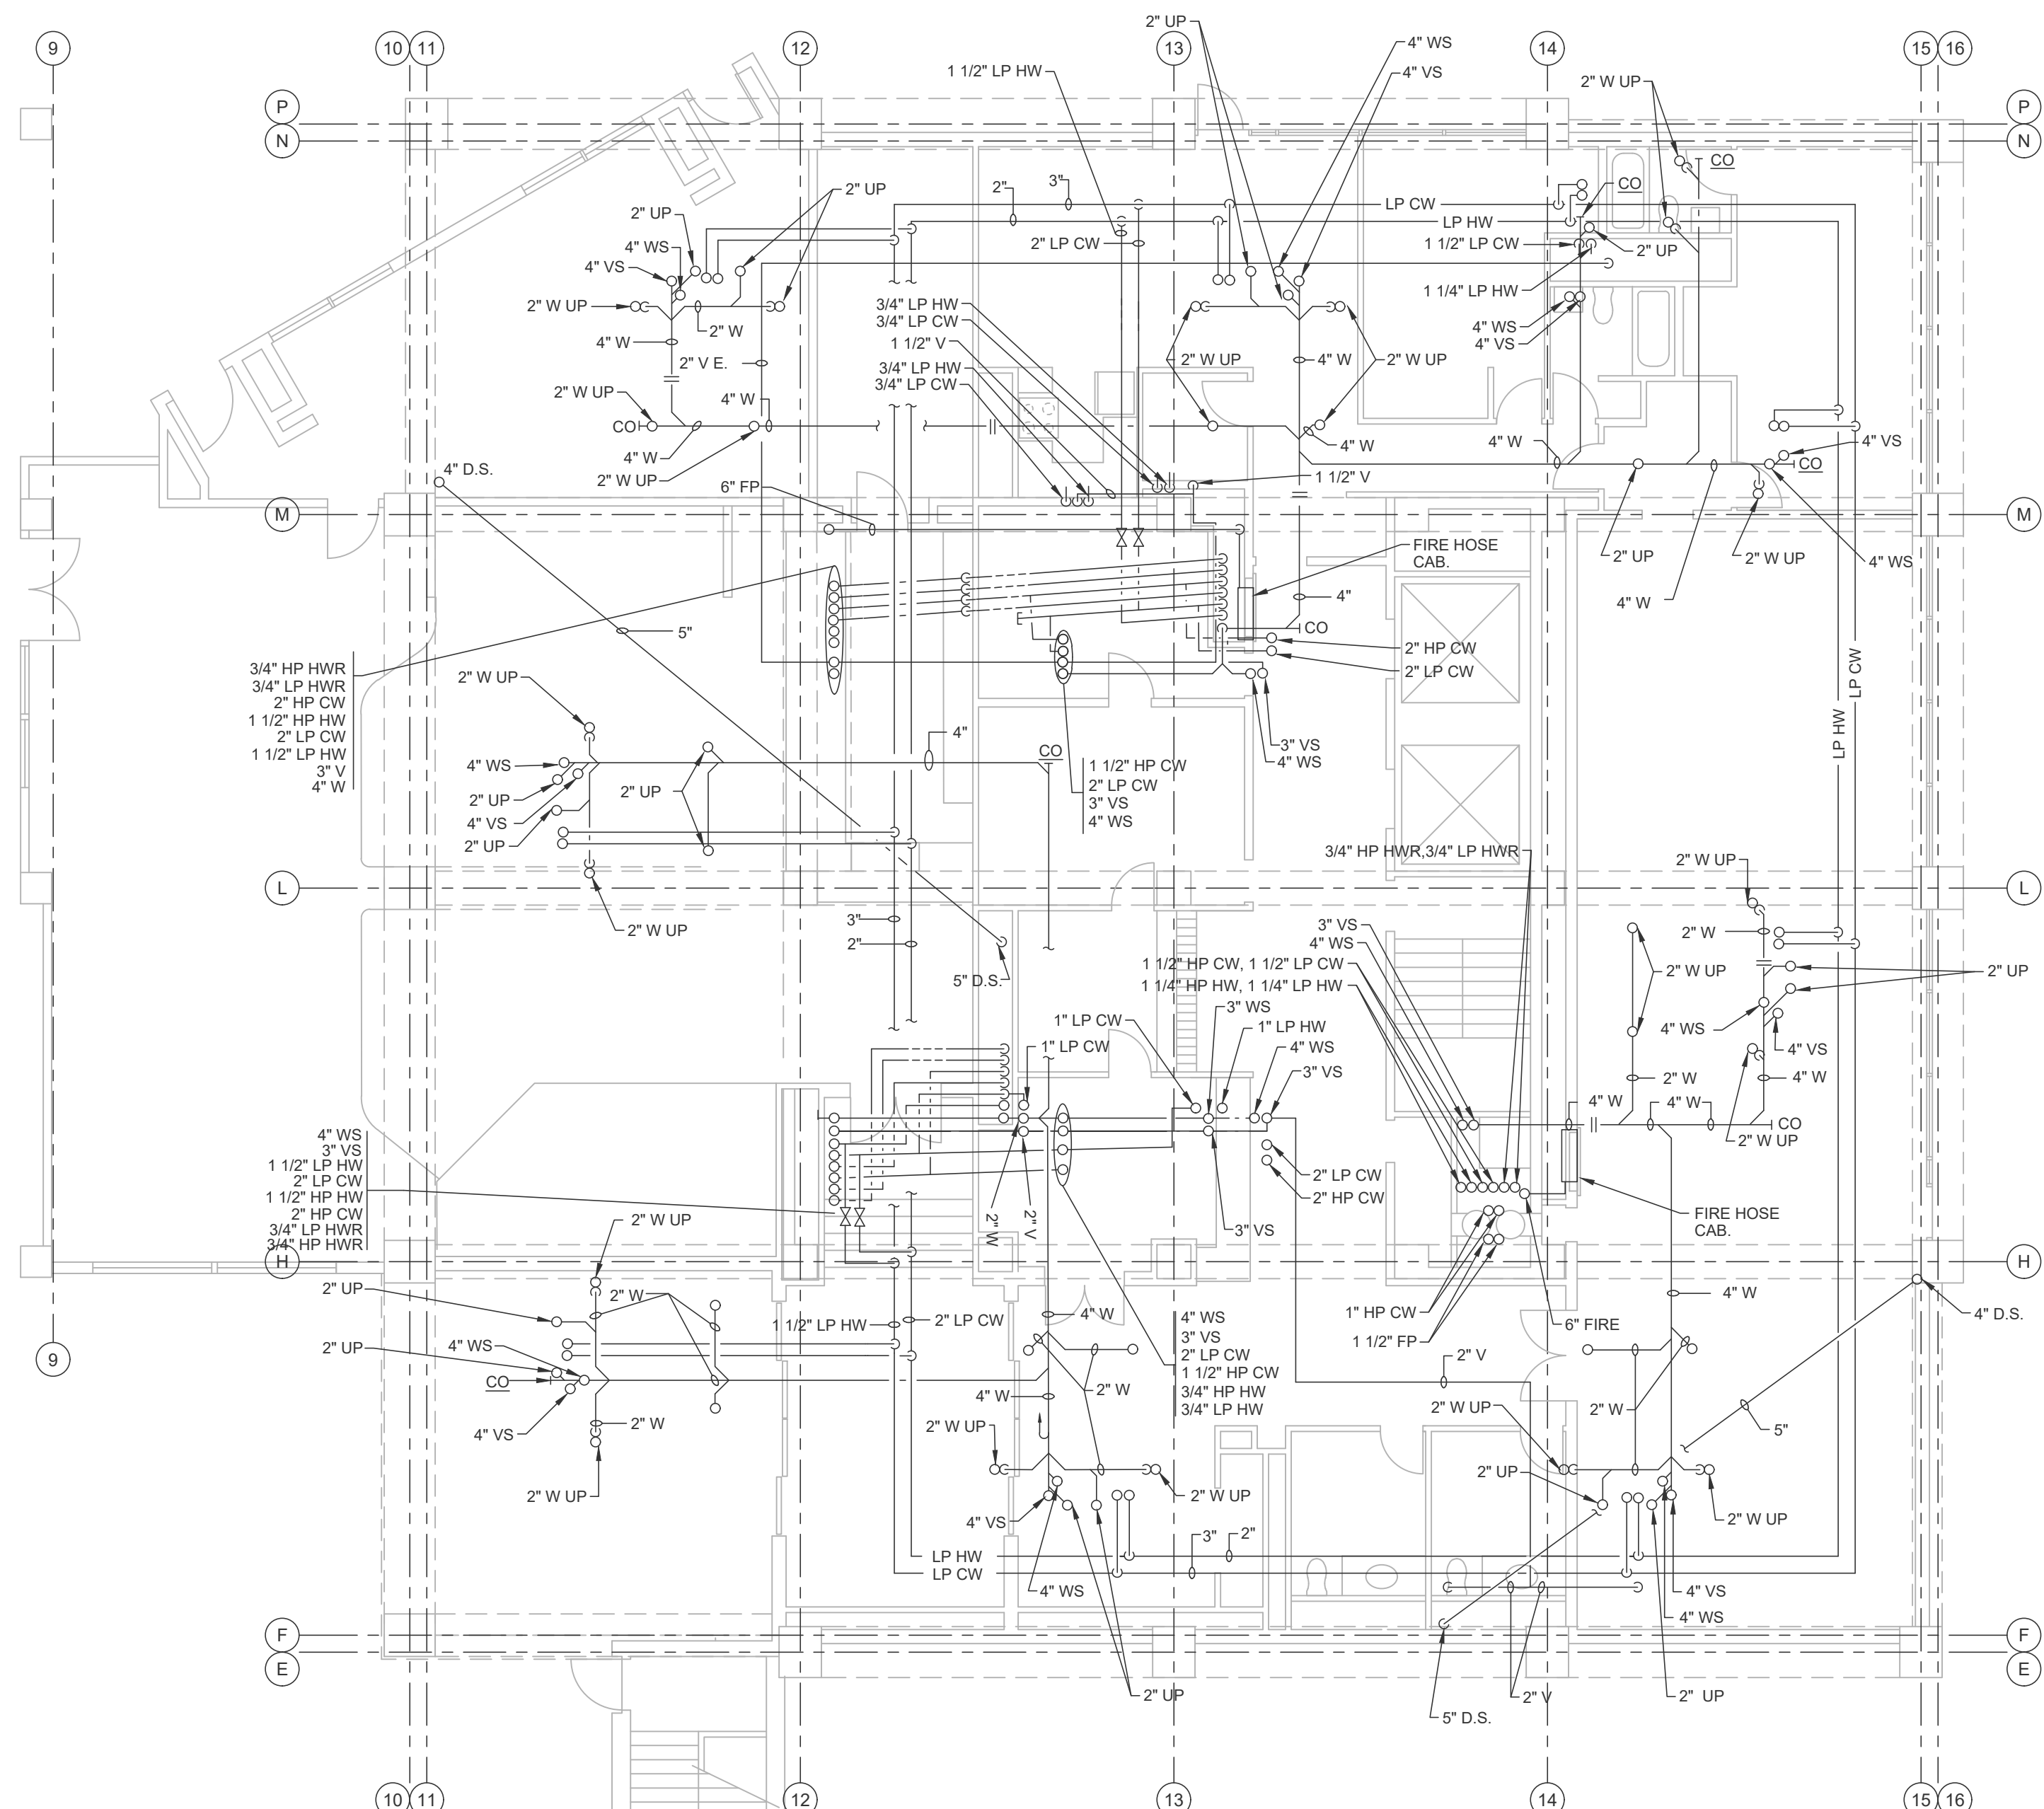 2" UP
9
10
11
12
13
14
15
16
4" WS
4" VS
1 1/2" LP HW
2" W UP
P
P
N
N
CO
CO
2" UP
2"
3"
LP CW
2" UP
LP HW
4" WS
2" LP CW
1 1/2" LP CW
2" UP
4" VS
1 1/4" LP HW
2" W UP
3/4" LP HW
3/4" LP CW
4" WS
2" W
4" W
1 1/2" V
4" VS
2" V E.
2" W UP
4" W
2" W UP
3/4" LP HW
3/4" LP CW
2" W UP
4" W
CO
4" W
4" W
4" VS
4" W
CO
4" D.S.
2" W UP
1 1/2" V
6" FP
M
M
FIRE HOSE
CAB.
2" UP
2" W UP
4" WS
4"
4" W
CO
5"
2" HP CW
2" LP CW
LP CW
3/4" HP HWR
3/4" LP HWR
2" HP CW
1 1/2" HP HW
2" LP CW
1 1/2" LP HW
3" V
4" W
2" W UP
LP HW
4"
3" VS
4" WS
CO
4" WS
1 1/2" HP CW
2" LP CW
3" VS
4" WS
2" UP
2" UP
4" VS
2" UP
3/4" HP HWR,3/4" LP HWR
2" W UP
L
L
3"
2" W UP
3" VS
2" W
2"
4" WS
1 1/2" HP CW, 1 1/2" LP CW
2" W UP
2" UP
5" D.S.
1 1/4" HP HW, 1 1/4" LP HW
3" WS
1" LP CW
1" LP HW
4" WS
1" LP CW
4" WS
4" VS
3" VS
2" W
4" W
4" W
4" W
CO
4" WS
3" VS
1 1/2" LP HW
2" LP CW
1 1/2" HP HW
2" HP CW
3/4" LP HWR
3/4" HP HWR
2" W UP
2" LP CW
2" HP CW
2" W
2" V
3" VS
2" W UP
FIRE HOSE
CAB.
H
H
2" UP
2" W
1 1/2" LP HW
2" LP CW
4" W
4" WS
3" VS
2" LP CW
1 1/2" HP CW
3/4" HP HW
3/4" LP HW
1" HP CW
6" FIRE
4" W
4" D.S.
2" UP
4" WS
1 1/2" FP
2" V
9
CO
4" W
2" W
2" W UP
2" W
5"
4" VS
2" W
2" W UP
2" UP
2" W UP
2" W UP
4" VS
2" W UP
3"
2"
LP HW
LP CW
4" WS
4" VS
4" WS
F
F
E
E
2" UP
2" V
2" UP
5" D.S.
10
11
12
13
14
15
16